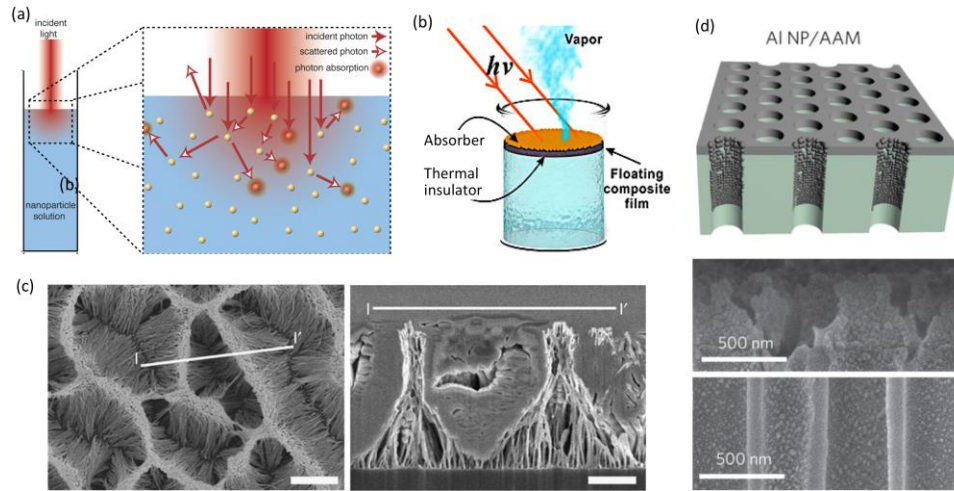 (a)
incident
light
incident photon
scattered photon
photon absorption
(b)
nanoparticle
solution
(b)
hν
Vapor
Absorber
Thermal
insulator
Floating
composite
film
(c)
I
I'
I
I'
(d)
Al NP/AAM
500 nm
500 nm